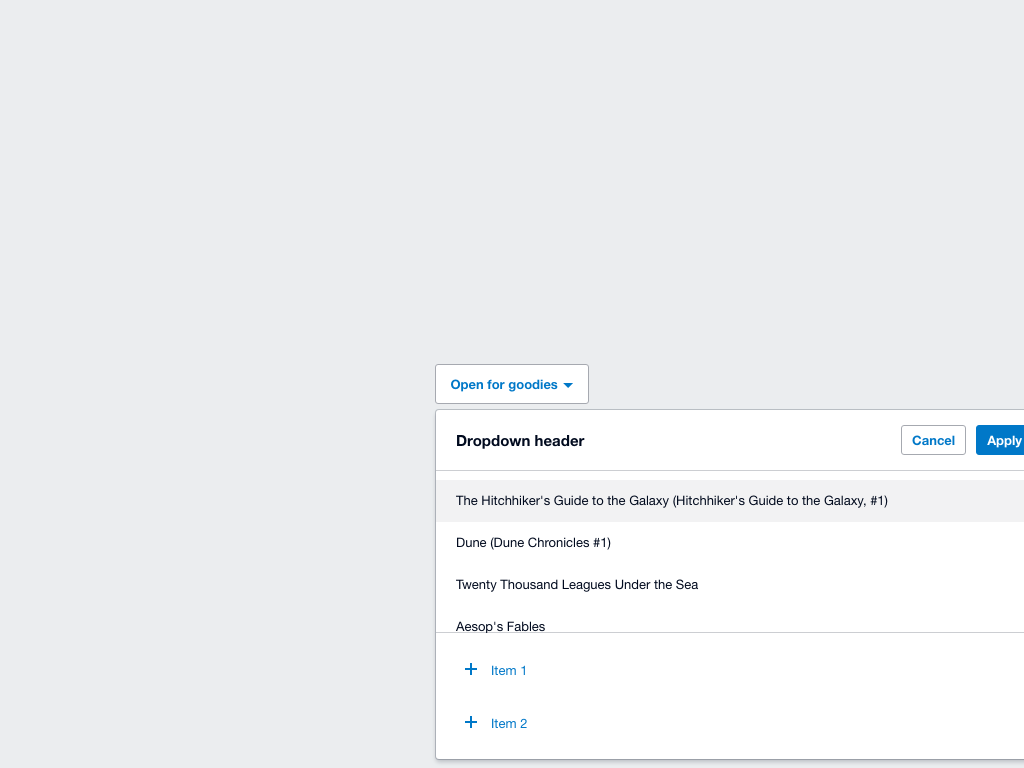 Open for goodies
Dropdown header
Cancel
Apply
The Hitchhiker's Guide to the Galaxy (Hitchhiker's Guide to the Galaxy, #1)
Dune (Dune Chronicles #1)
Twenty Thousand Leagues Under the Sea
Aesop's Fables
Item 1
Item 2